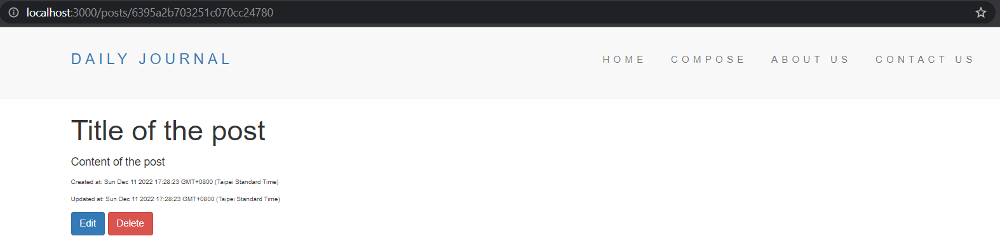 localhost:3000/posts/6395a2b703251c070cc24780
DAILY JOURNAL HOME COMPOSE ABOUT US CONTACT US
Title of the post
Content of the post
Created at: Sun Dec 11 2022 17:28:23 GMT+0800 (Taipei Standard Time)
Updated at: Sun Dec 11 2022 17:28:23 GMT+0800 (Taipei Standard Time)
Edit Delete